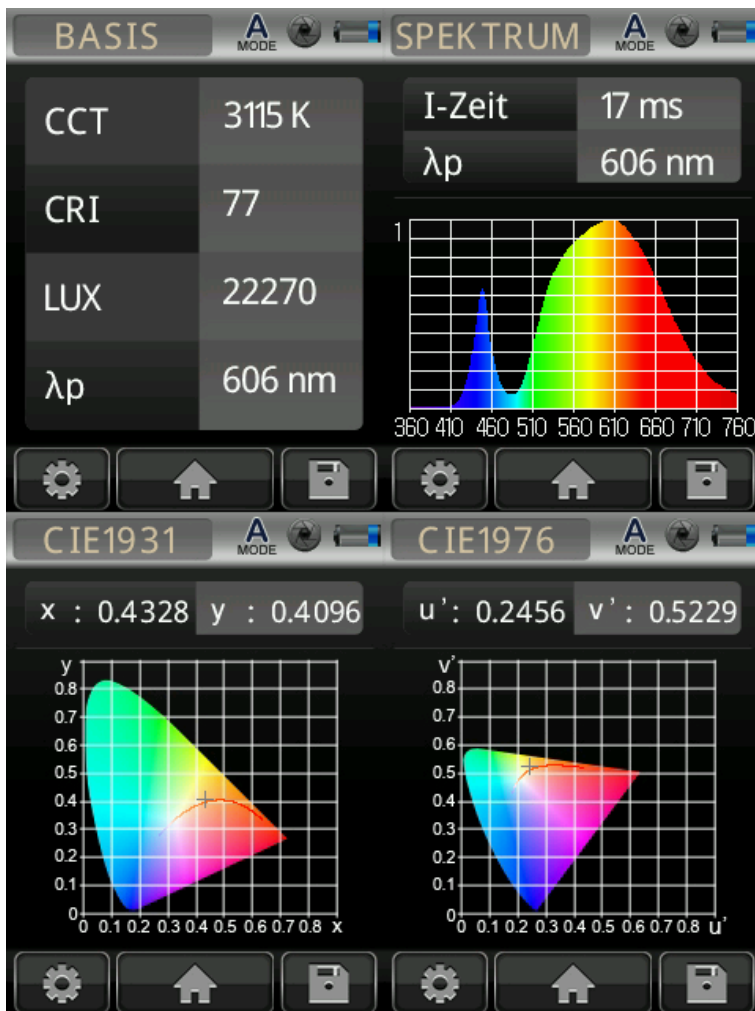 BASIS A MODE
CCT 3115 K
CRI 77
LUX 22270
λp 606 nm
SPEKTRUM A MODE
I-Zeit 17 ms
λp 606 nm
1
360 410 460 510 560 610 660 710 760
CIE1931 A MODE
x : 0.4328 y : 0.4096
y
0.8
0.7
0.6
0.5
0.4
0.3
0.2
0.1
0
0 0.1 0.2 0.3 0.4 0.5 0.6 0.7 0.8 x
CIE1976 A MODE
u': 0.2456 v': 0.5229
v'
0.8
0.7
0.6
0.5
0.4
0.3
0.2
0.1
0
0 0.1 0.2 0.3 0.4 0.5 0.6 0.7 0.8 u'